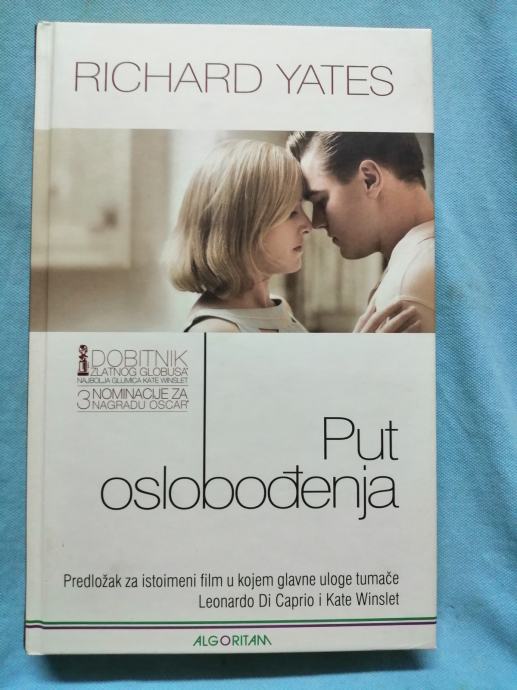 RICHARD YATES
DOBITNIK
ZLATNOG GLOBUSA
NAJBOLJA GLUMICA KATE WINSLET
3 NOMINACIJE ZA
NAGRADU OSCAR
Put
oslobođenja
Predložak za istoimeni film u kojem glavne uloge tumače
Leonardo Di Caprio i Kate Winslet
ALGORITAM